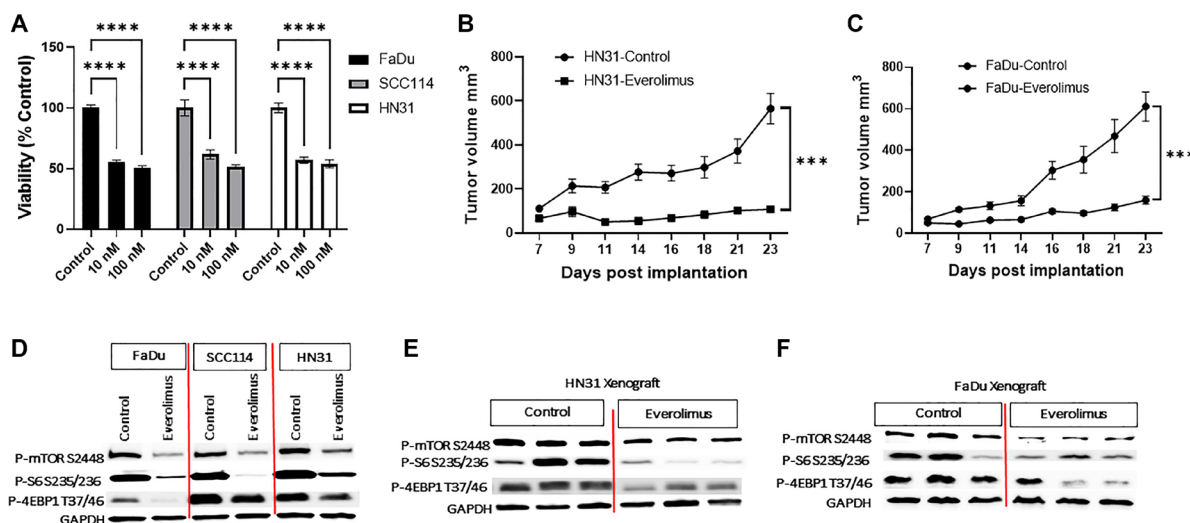 A
**** **** ****
**** **** ****
150
100
50
0
Viability (% Control)
FaDu
SCC114
HN31
Control 10 nM 100 nM Control 10 nM 100 nM Control 10 nM 100 nM
B
HN31-Control
HN31-Everolimus
800
600
400
200
0
Tumor volume mm3
***
7 9 11 14 16 18 21 23
Days post implantation
C
FaDu-Control
FaDu-Everolimus
800
600
400
200
0
Tumor volume mm3
***
7 9 11 14 16 18 21 23
Days post implantation
D
FaDu SCC114 HN31
Control Everolimus Control Everolimus Control Everolimus
P-mTOR S2448
P-S6 S235/236
P-4EBP1 T37/46
GAPDH
E
HN31 Xenograft
Control Everolimus
P-mTOR S2448
P-S6 S235/236
P-4EBP1 T37/46
GAPDH
F
FaDu Xenograft
Control Everolimus
P-mTOR S2448
P-S6 S235/236
P-4EBP1 T37/46
GAPDH